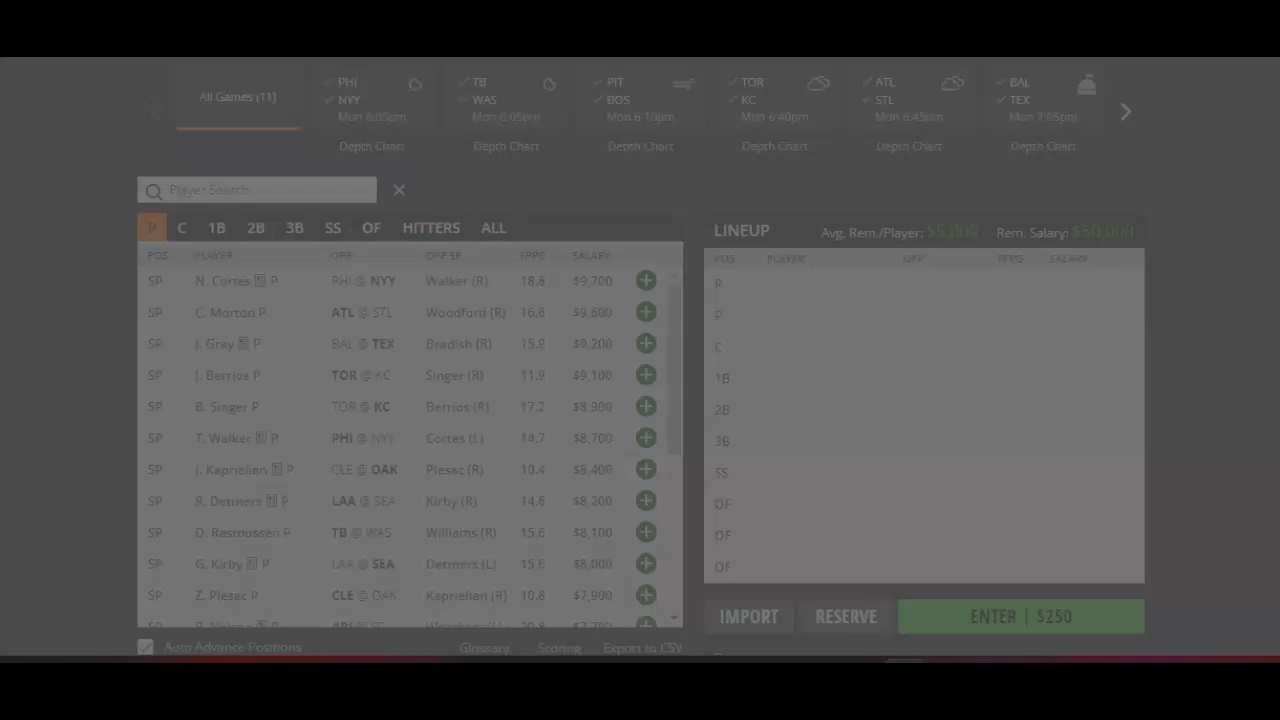 All Games (11)
PHI
NYY
Mon 6:05pm
Depth Chart
TB
WAS
Mon 6:05pm
Depth Chart
PIT
BOS
Mon 6:10pm
Depth Chart
TOR
KC
Mon 6:40pm
Depth Chart
ATL
STL
Mon 6:45pm
Depth Chart
BAL
TEX
Mon 7:05pm
Depth Chart
Player Search
P C 1B 2B 3B SS OF HITTERS ALL
POS PLAYER OPP OPP SP FPPG SALARY
SP N. Cortes P PHI @ NYY Walker (R) 18.6 $9,700
SP C. Morton P ATL @ STL Woodford (R) 16.6 $9,600
SP J. Gray P BAL @ TEX Bradish (R) 15.9 $9,200
SP J. Berrios P TOR @ KC Singer (R) 11.9 $9,100
SP B. Singer P TOR @ KC Berrios (R) 17.2 $8,900
SP T. Walker P PHI @ NYY Cortes (L) 14.7 $8,700
SP J. Kaprielian P CLE @ OAK Plesac (R) 10.4 $8,400
SP R. Detmers P LAA @ SEA Kirby (R) 14.6 $8,200
SP D. Rasmussen P TB @ WAS Williams (R) 15.6 $8,100
SP G. Kirby P LAA @ SEA Detmers (L) 15.6 $8,000
SP Z. Plesac P CLE @ OAK Kaprielian (R) 10.8 $7,900
Auto Advance Positions Glossary Scoring Export to CSV
LINEUP Avg. Rem./Player: $5,000 Rem. Salary: $50,000
POS PLAYER OPP FPPG SALARY
P
P
C
1B
2B
3B
SS
OF
OF
OF
IMPORT RESERVE ENTER | $250